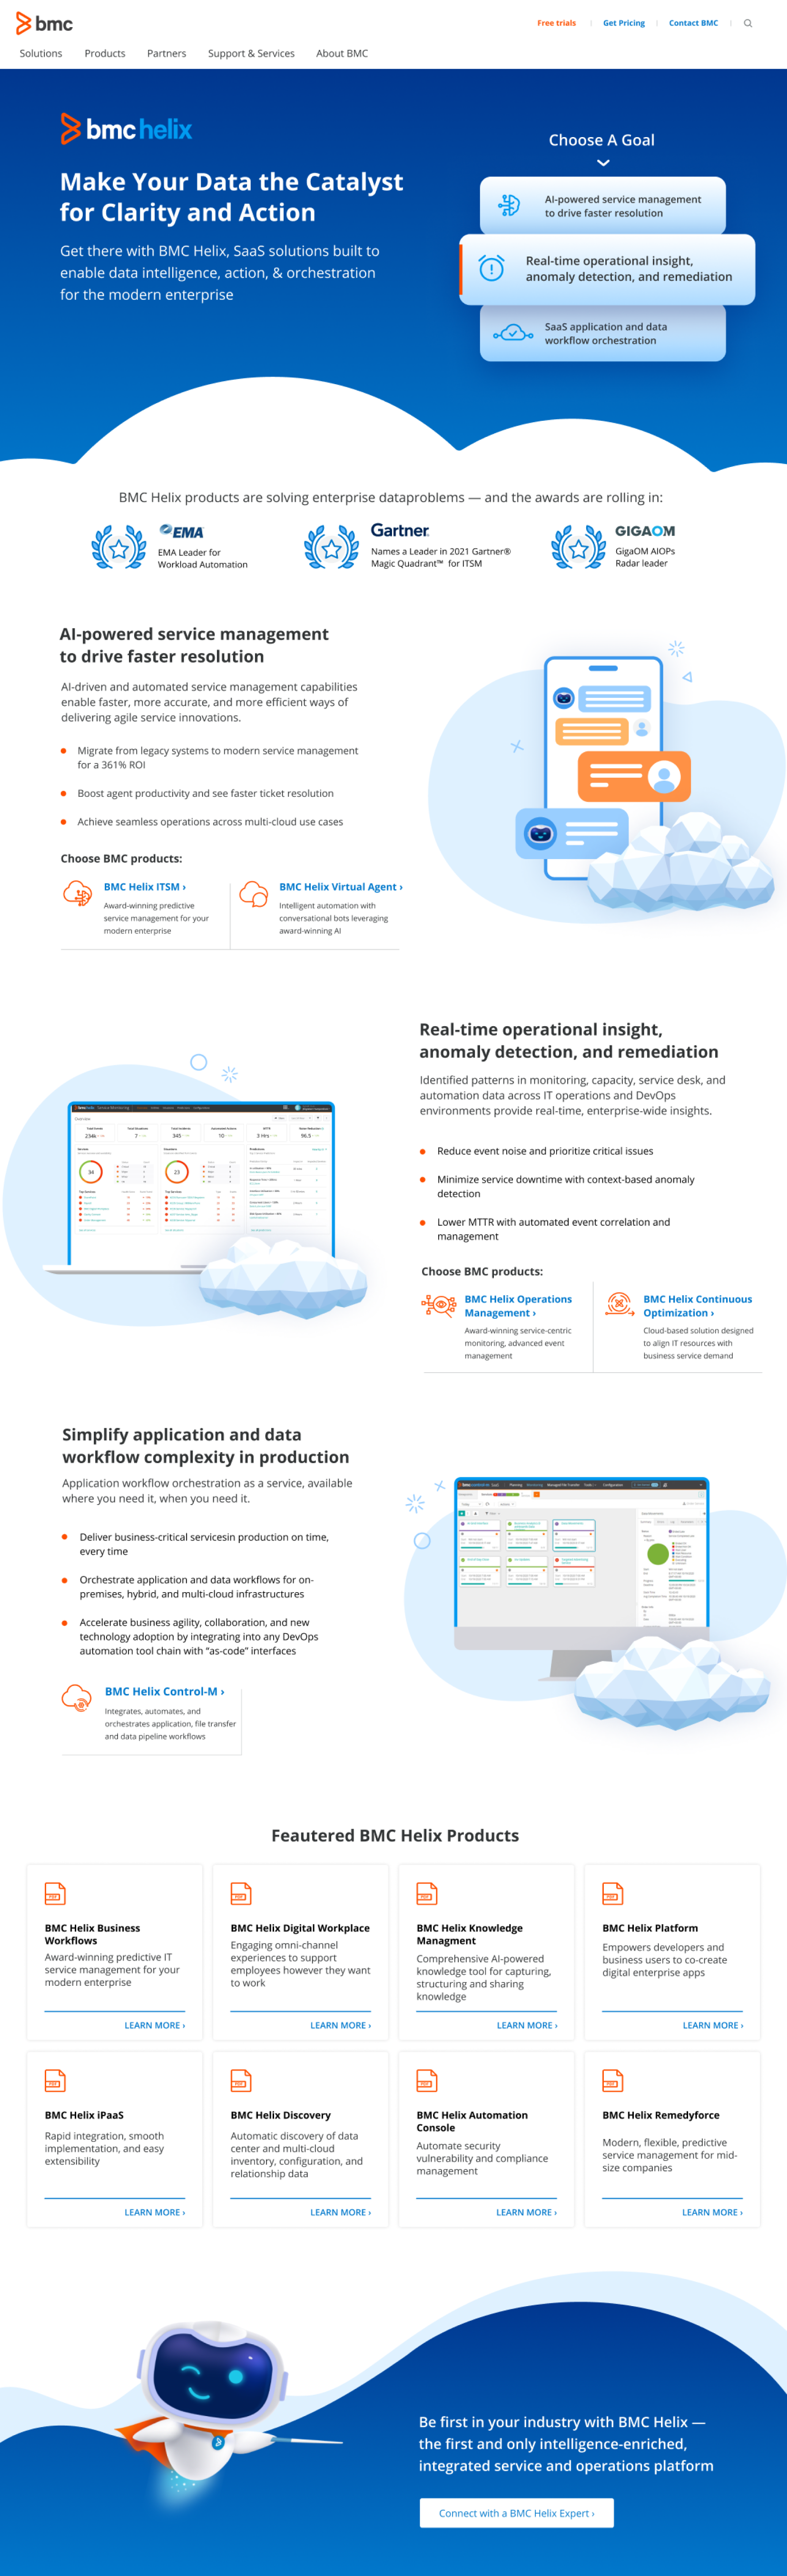 bmc
Free trials
Get Pricing
Contact BMC
Solutions
Products
Partners
Support & Services
About BMC
bmchelix
Make Your Data the Catalyst
for Clarity and Action
Get there with BMC Helix, SaaS solutions built to
enable data intelligence, action, & orchestration
for the modern enterprise
Choose A Goal
AI-powered service management
to drive faster resolution
Real-time operational insight,
anomaly detection, and remediation
SaaS application and data
workflow orchestration
BMC Helix products are solving enterprise dataproblems — and the awards are rolling in:
EMA
EMA Leader for
Workload Automation
Gartner
Names a Leader in 2021 Gartner®
Magic Quadrant™ for ITSM
GIGAOM
GigaOM AIOPs
Radar leader
AI-powered service management
to drive faster resolution
AI-driven and automated service management capabilities
enable faster, more accurate, and more efficient ways of
delivering agile service innovations.
Migrate from legacy systems to modern service management
for a 361% ROI
Boost agent productivity and see faster ticket resolution
Achieve seamless operations across multi-cloud use cases
Choose BMC products:
BMC Helix ITSM ›
Award-winning predictive
service management for your
modern enterprise
BMC Helix Virtual Agent ›
Intelligent automation with
conversational bots leveraging
award-winning AI
Real-time operational insight,
anomaly detection, and remediation
Identified patterns in monitoring, capacity, service desk, and
automation data across IT operations and DevOps
environments provide real-time, enterprise-wide insights.
Reduce event noise and prioritize critical issues
Minimize service downtime with context-based anomaly
detection
Lower MTTR with automated event correlation and
management
Choose BMC products:
BMC Helix Operations
Management ›
Award-winning service-centric
monitoring, advanced event
management
BMC Helix Continuous
Optimization ›
Cloud-based solution designed
to align IT resources with
business service demand
234k
7
345
10
3 Hrs
96.5
34
23
Simplify application and data
workflow complexity in production
Application workflow orchestration as a service, available
where you need it, when you need it.
Deliver business-critical servicesin production on time,
every time
Orchestrate application and data workflows for on-
premises, hybrid, and multi-cloud infrastructures
Accelerate business agility, collaboration, and new
technology adoption by integrating into any DevOps
automation tool chain with “as-code” interfaces
BMC Helix Control-M ›
Integrates, automates, and
orchestrates application, file transfer
and data pipeline workflows
Feautered BMC Helix Products
PDF
BMC Helix Business
Workflows
Award-winning predictive IT
service management for your
modern enterprise
LEARN MORE ›
PDF
BMC Helix Digital Workplace
Engaging omni-channel
experiences to support
employees however they want
to work
LEARN MORE ›
PDF
BMC Helix Knowledge
Managment
Comprehensive AI-powered
knowledge tool for capturing,
structuring and sharing
knowledge
LEARN MORE ›
PDF
BMC Helix Platform
Empowers developers and
business users to co-create
digital enterprise apps
LEARN MORE ›
PDF
BMC Helix iPaaS
Rapid integration, smooth
implementation, and easy
extensibility
LEARN MORE ›
PDF
BMC Helix Discovery
Automatic discovery of data
center and multi-cloud
inventory, configuration, and
relationship data
LEARN MORE ›
PDF
BMC Helix Automation
Console
Automate security
vulnerability and compliance
management
LEARN MORE ›
PDF
BMC Helix Remedyforce
Modern, flexible, predictive
service management for mid-
size companies
LEARN MORE ›
Be first in your industry with BMC Helix —
the first and only intelligence-enriched,
integrated service and operations platform
Connect with a BMC Helix Expert ›